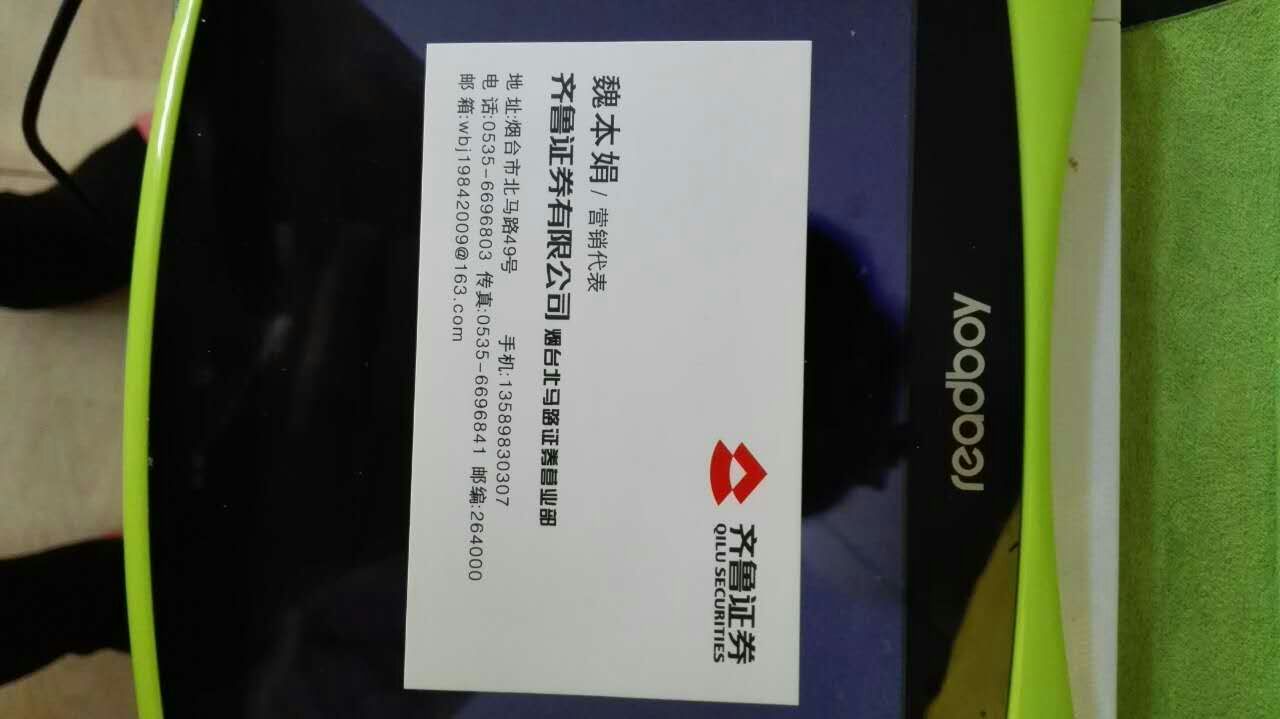 齐鲁证券
QILU SECURITIES
魏本娟 / 营销代表
齐鲁证券有限公司 烟台北马路证券营业部
地 址:烟台市北马路49号 手机:13589830307
电 话:0535-6696803 传真:0535-6696841 邮编:264000
邮 箱:wbj19842009@163.com
readboy